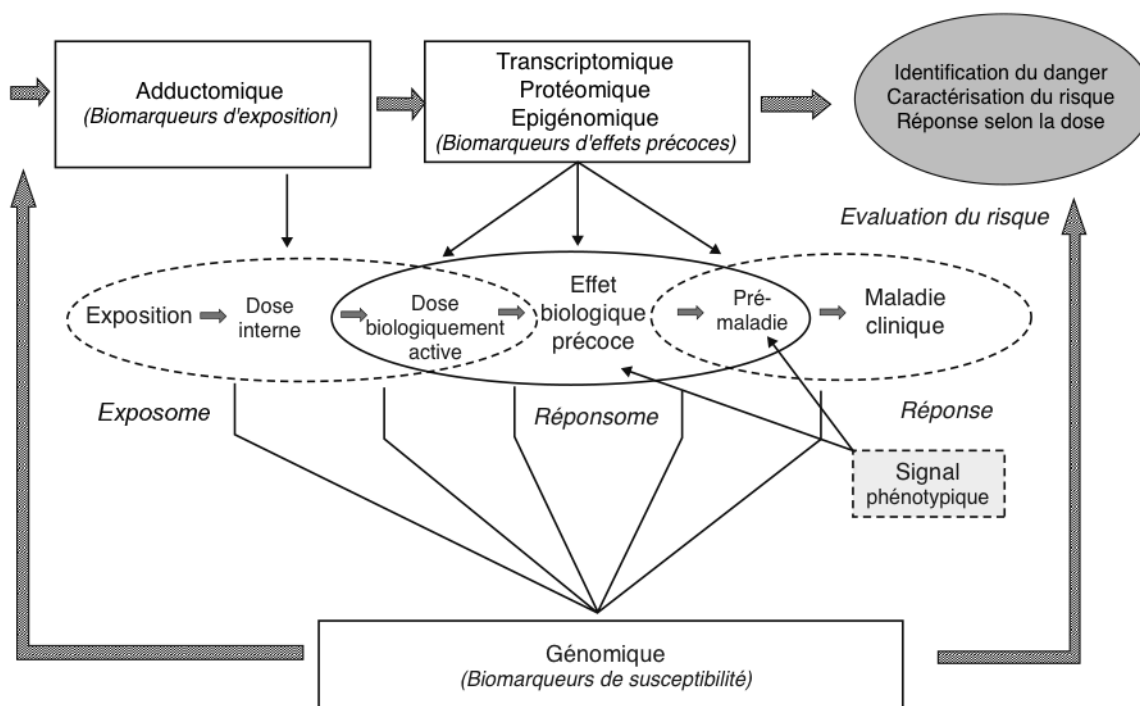 Adductomique
(Biomarqueurs d'exposition)
Transcriptomique
Protéomique
Epigénomique
(Biomarqueurs d'effets précoces)
Identification du danger
Caractérisation du risque
Réponse selon la dose
Evaluation du risque
Exposition
Dose
interne
Dose
biologiquement
active
Effet
biologique
précoce
Pré-
maladie
Maladie
clinique
Exposome
Réponsome
Réponse
Signal
phénotypique
Génomique
(Biomarqueurs de susceptibilité)